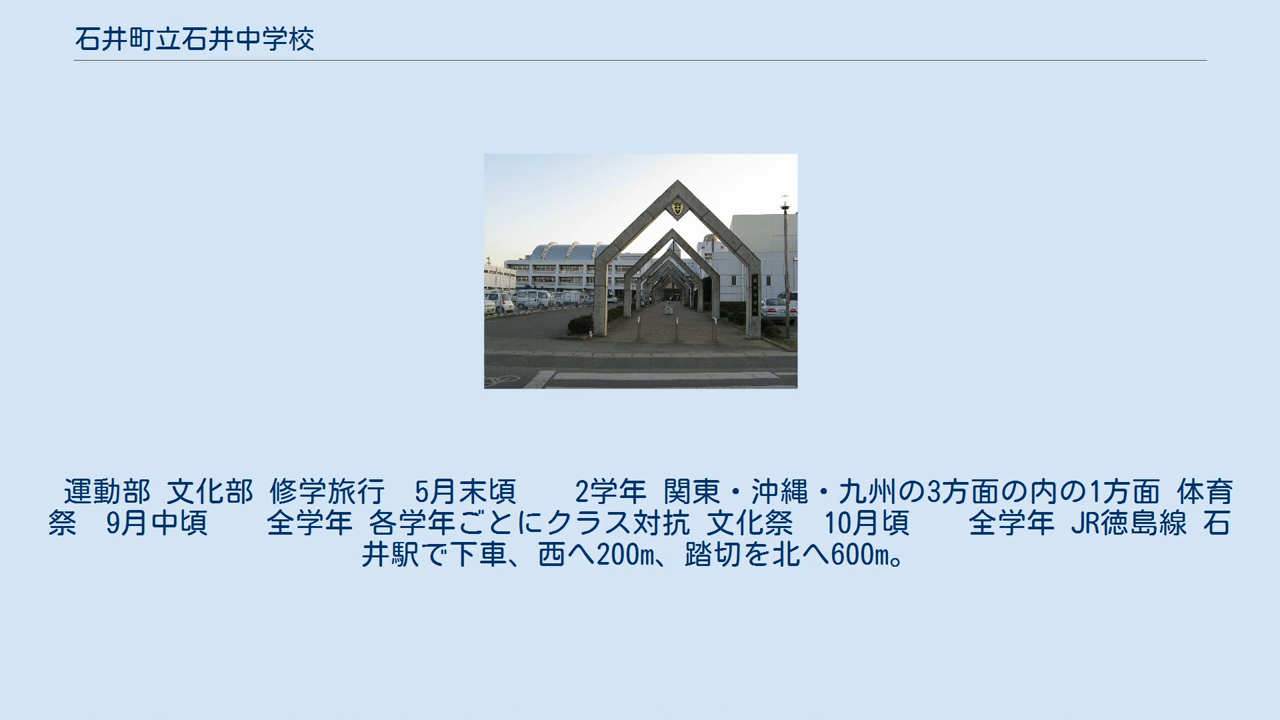 石井町立石井中学校
運動部 文化部 修学旅行　5月末頃　　2学年 関東・沖縄・九州の3方面の内の1方面 体育
祭　9月中頃　　全学年 各学年ごとにクラス対抗 文化祭　10月頃　　全学年 JR徳島線 石
井駅で下車、西へ200m、踏切を北へ600m。